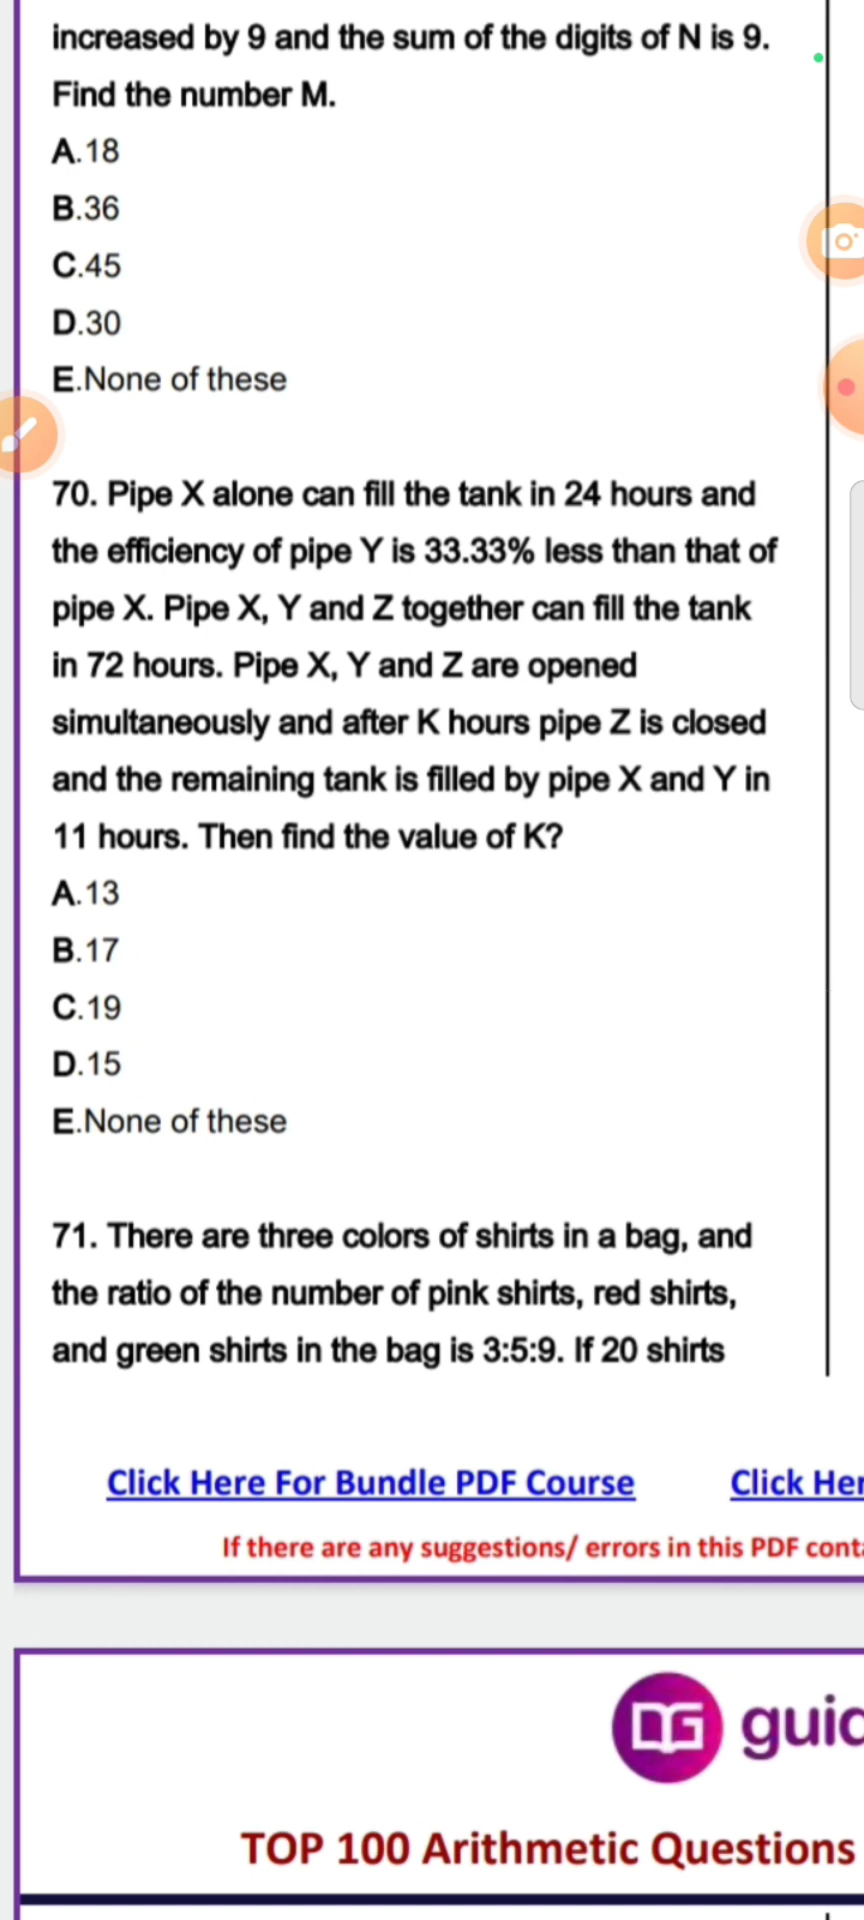 increased by 9 and the sum of the digits of N is 9.
Find the number M.
A.18
B.36
C.45
D.30
E.None of these
70. Pipe X alone can fill the tank in 24 hours and
the efficiency of pipe Y is 33.33% less than that of
pipe X. Pipe X, Y and Z together can fill the tank
in 72 hours. Pipe X, Y and Z are opened
simultaneously and after K hours pipe Z is closed
and the remaining tank is filled by pipe X and Y in
11 hours. Then find the value of K?
A.13
B.17
C.19
D.15
E.None of these
71. There are three colors of shirts in a bag, and
the ratio of the number of pink shirts, red shirts,
and green shirts in the bag is 3:5:9. If 20 shirts
Click Here For Bundle PDF Course Click Her
If there are any suggestions/ errors in this PDF conta
DG guid
TOP 100 Arithmetic Questions